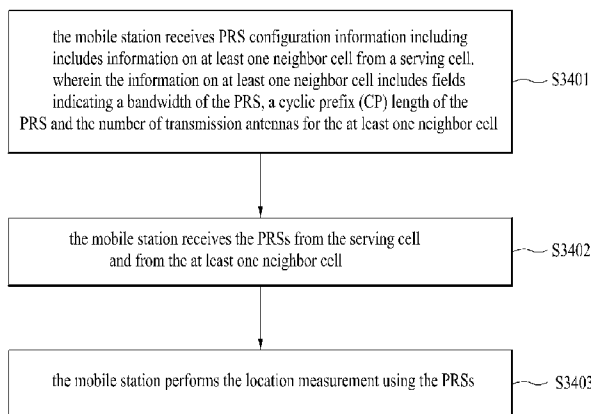 the mobile station receives PRS configuration information including
includes information on at least one neighbor cell from a serving cell,
wherein the information on at least one neighbor cell includes fields
indicating a bandwidth of the PRS, a cyclic prefix (CP) length of the
PRS and the number of transmission antennas for the at least one neighbor cell
S3401
the mobile station receives the PRSs from the serving cell
and from the at least one neighbor cell
S3402
the mobile station performs the location measurement using the PRSs
S3403